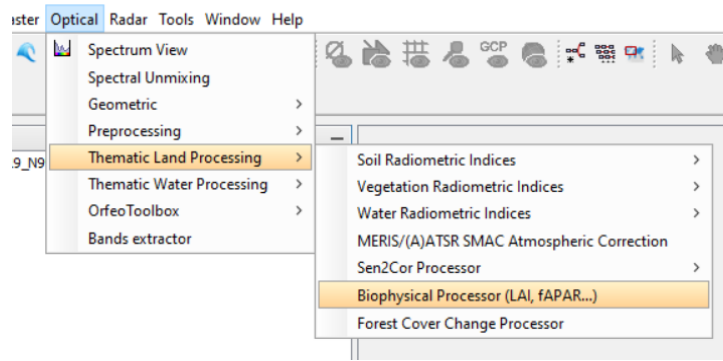 aster Optical Radar Tools Window Help
Spectrum View
GCP
Spectral Unmixing
Geometric >
Preprocessing >
.9_N9
Thematic Land Processing >
Thematic Water Processing >
OrfeoToolbox >
Bands extractor
Soil Radiometric Indices >
Vegetation Radiometric Indices >
Water Radiometric Indices >
MERIS/(A)ATSR SMAC Atmospheric Correction
Sen2Cor Processor >
Biophysical Processor (LAI, fAPAR...)
Forest Cover Change Processor